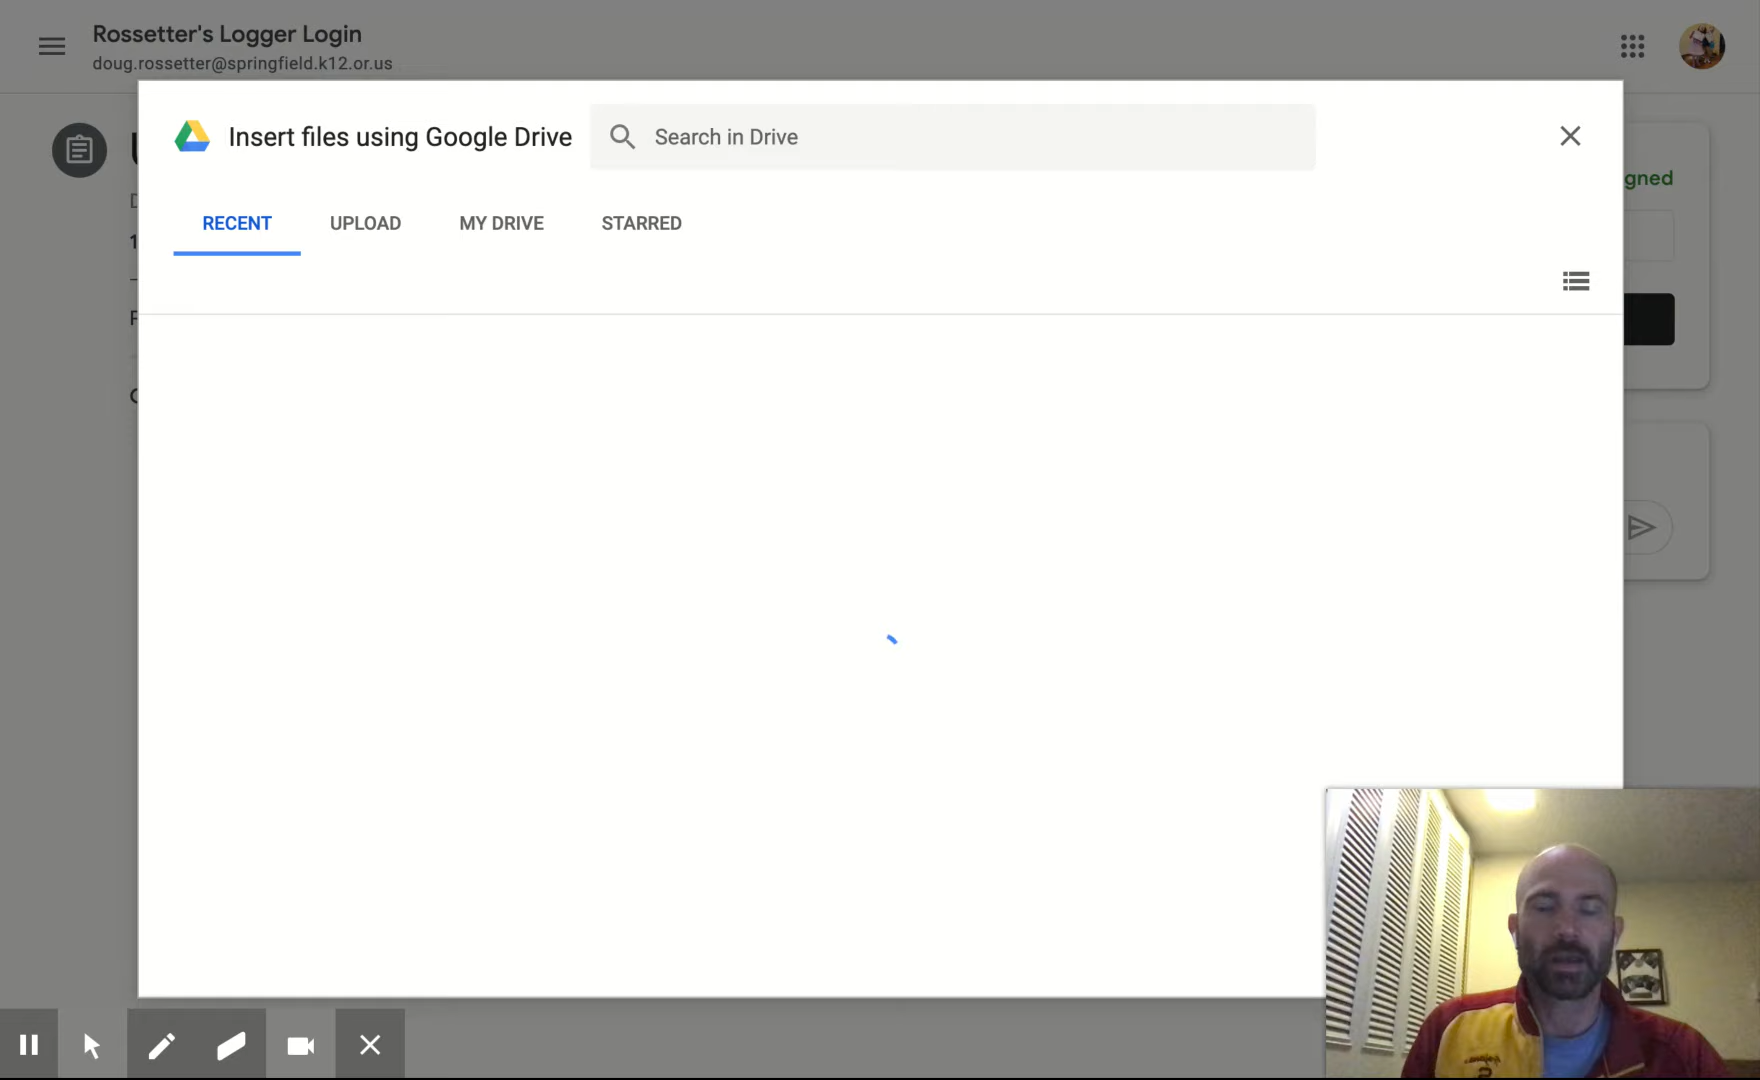 Rossetter's Logger Login
doug.rossetter@springfield.k12.or.us
Insert files using Google Drive
Search in Drive
gned
RECENT
UPLOAD
MY DRIVE
STARRED